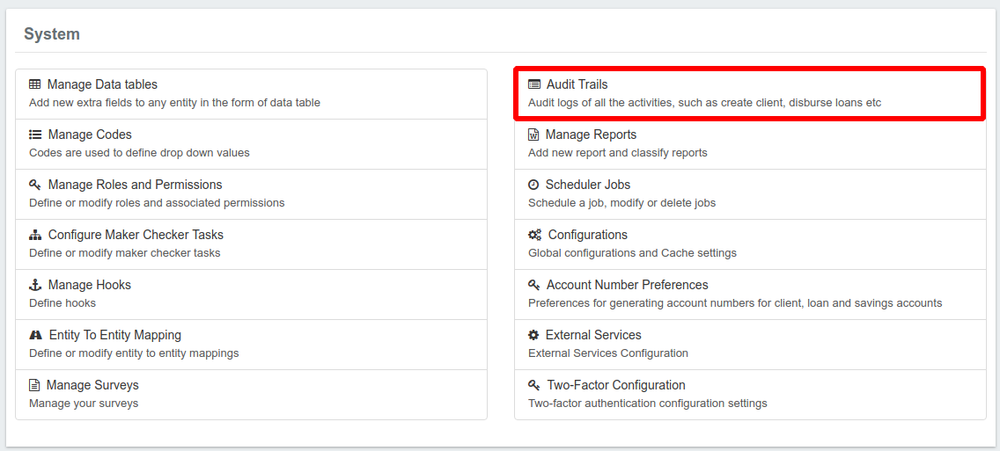 System
Manage Data tables
Add new extra fields to any entity in the form of data table
Manage Codes
Codes are used to define drop down values
Manage Roles and Permissions
Define or modify roles and associated permissions
Configure Maker Checker Tasks
Define or modify maker checker tasks
Manage Hooks
Define hooks
Entity To Entity Mapping
Define or modify entity to entity mappings
Manage Surveys
Manage your surveys
Audit Trails
Audit logs of all the activities, such as create client, disburse loans etc
Manage Reports
Add new report and classify reports
Scheduler Jobs
Schedule a job, modify or delete jobs
Configurations
Global configurations and Cache settings
Account Number Preferences
Preferences for generating account numbers for client, loan and savings accounts
External Services
External Services Configuration
Two-Factor Configuration
Two-factor authentication configuration settings